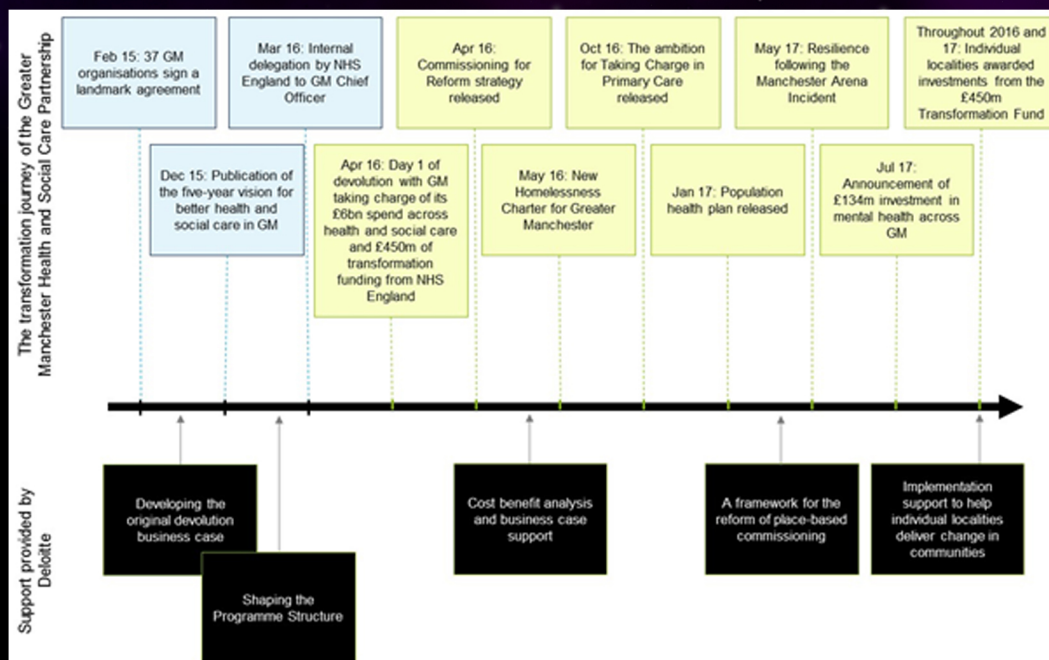 The transformation journey of the Greater
Manchester Health and Social Care Partnership
Feb 15: 37 GM
organisations sign a
landmark agreement
Mar 16: Internal
delegation by NHS
England to GM Chief
Officer
Apr 16:
Commissioning for
Reform strategy
released
Oct 16: The ambition
for Taking Charge in
Primary Care
released
May 17: Resilience
following the
Manchester Arena
Incident
Throughout 2016 and
17: Individual
localities awarded
investments from the
£450m
Transformation Fund
Dec 15: Publication of
the five-year vision for
better health and
social care in GM
Apr 16: Day 1 of
devolution with GM
taking charge of its
£6bn spend across
health and social care
and £450m of
transformation
funding from NHS
England
May 16: New
Homelessness
Charter for Greater
Manchester
Jan 17: Population
health plan released
Jul 17:
Announcement of
£134m investment in
mental health across
GM
Support provided by
Deloitte
Developing the
original devolution
business case
Shaping the
Programme Structure
Cost benefit analysis
and business case
support
A framework for the
reform of place-based
commissioning
Implementation
support to help
individual localities
deliver change in
communities